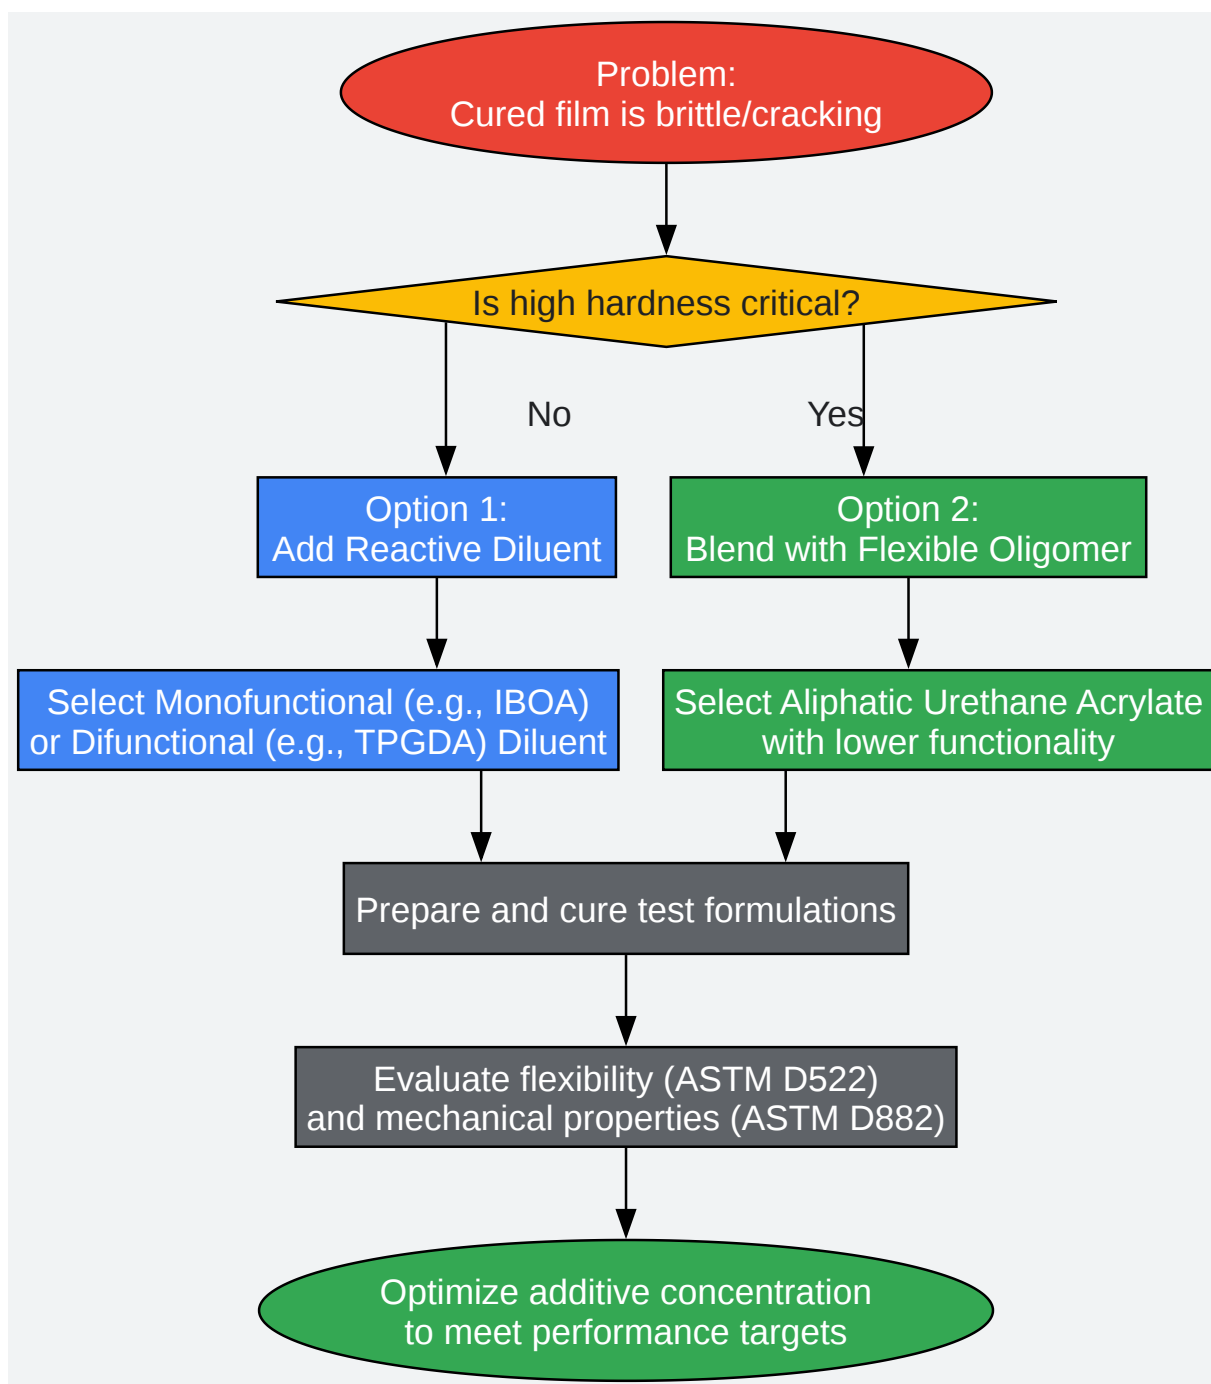 Problem:
Cured film is brittle/cracking
Is high hardness critical?
No
Yes
Option 1:
Add Reactive Diluent
Option 2:
Blend with Flexible Oligomer
Select Monofunctional (e.g., IBOA)
or Difunctional (e.g., TPGDA) Diluent
Select Aliphatic Urethane Acrylate
with lower functionality
Prepare and cure test formulations
Evaluate flexibility (ASTM D522)
and mechanical properties (ASTM D882)
Optimize additive concentration
to meet performance targets